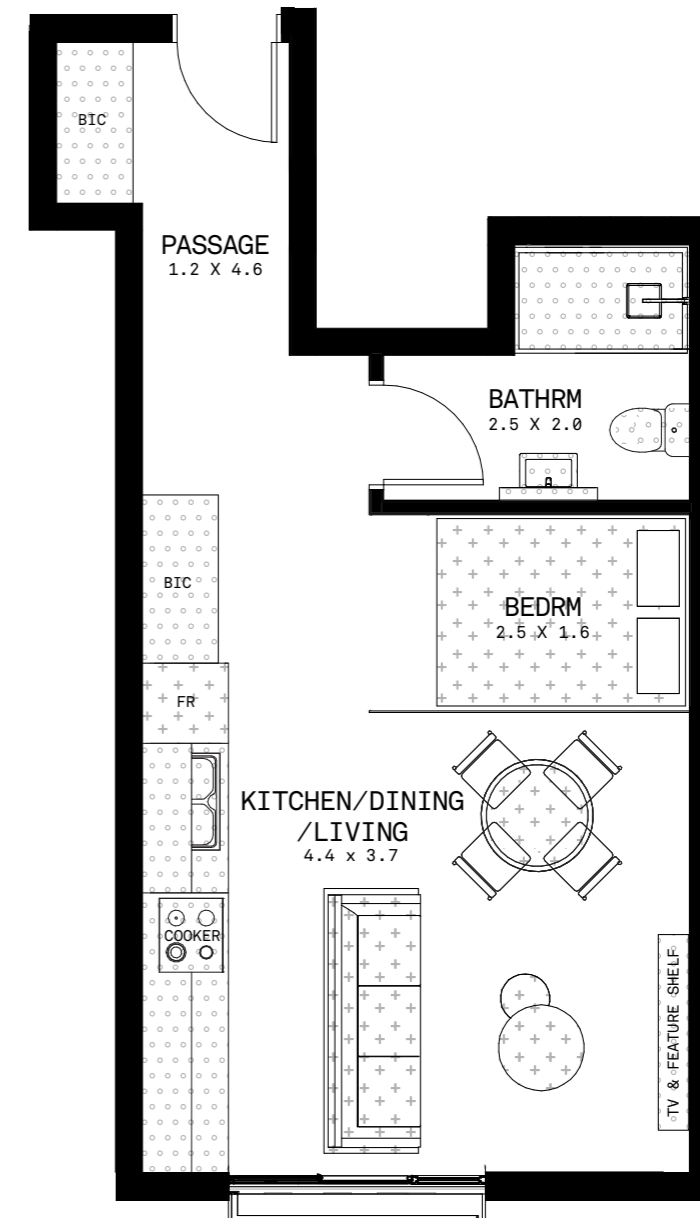 BIC
PASSAGE
1.2 X 4.6
BATHRM
2.5 X 2.0
BIC
BEDRM
2.5 X 1.6
FR
KITCHEN/DINING
/LIVING
4.4 x 3.7
COOKER
TV & FEATURE SHELF